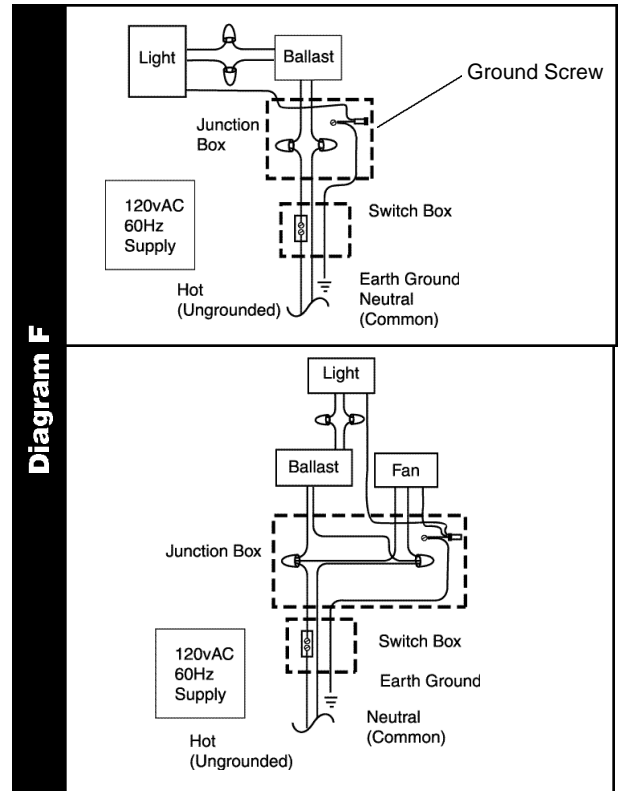 Diagram F
Light
Ballast
Ground Screw
Junction
Box
120vAC
60Hz
Supply
Switch Box
Hot
(Ungrounded)
Earth Ground
Neutral
(Common)
Light
Ballast
Fan
Junction Box
120vAC
60Hz
Supply
Switch Box
Earth Ground
Neutral
(Common)
Hot
(Ungrounded)